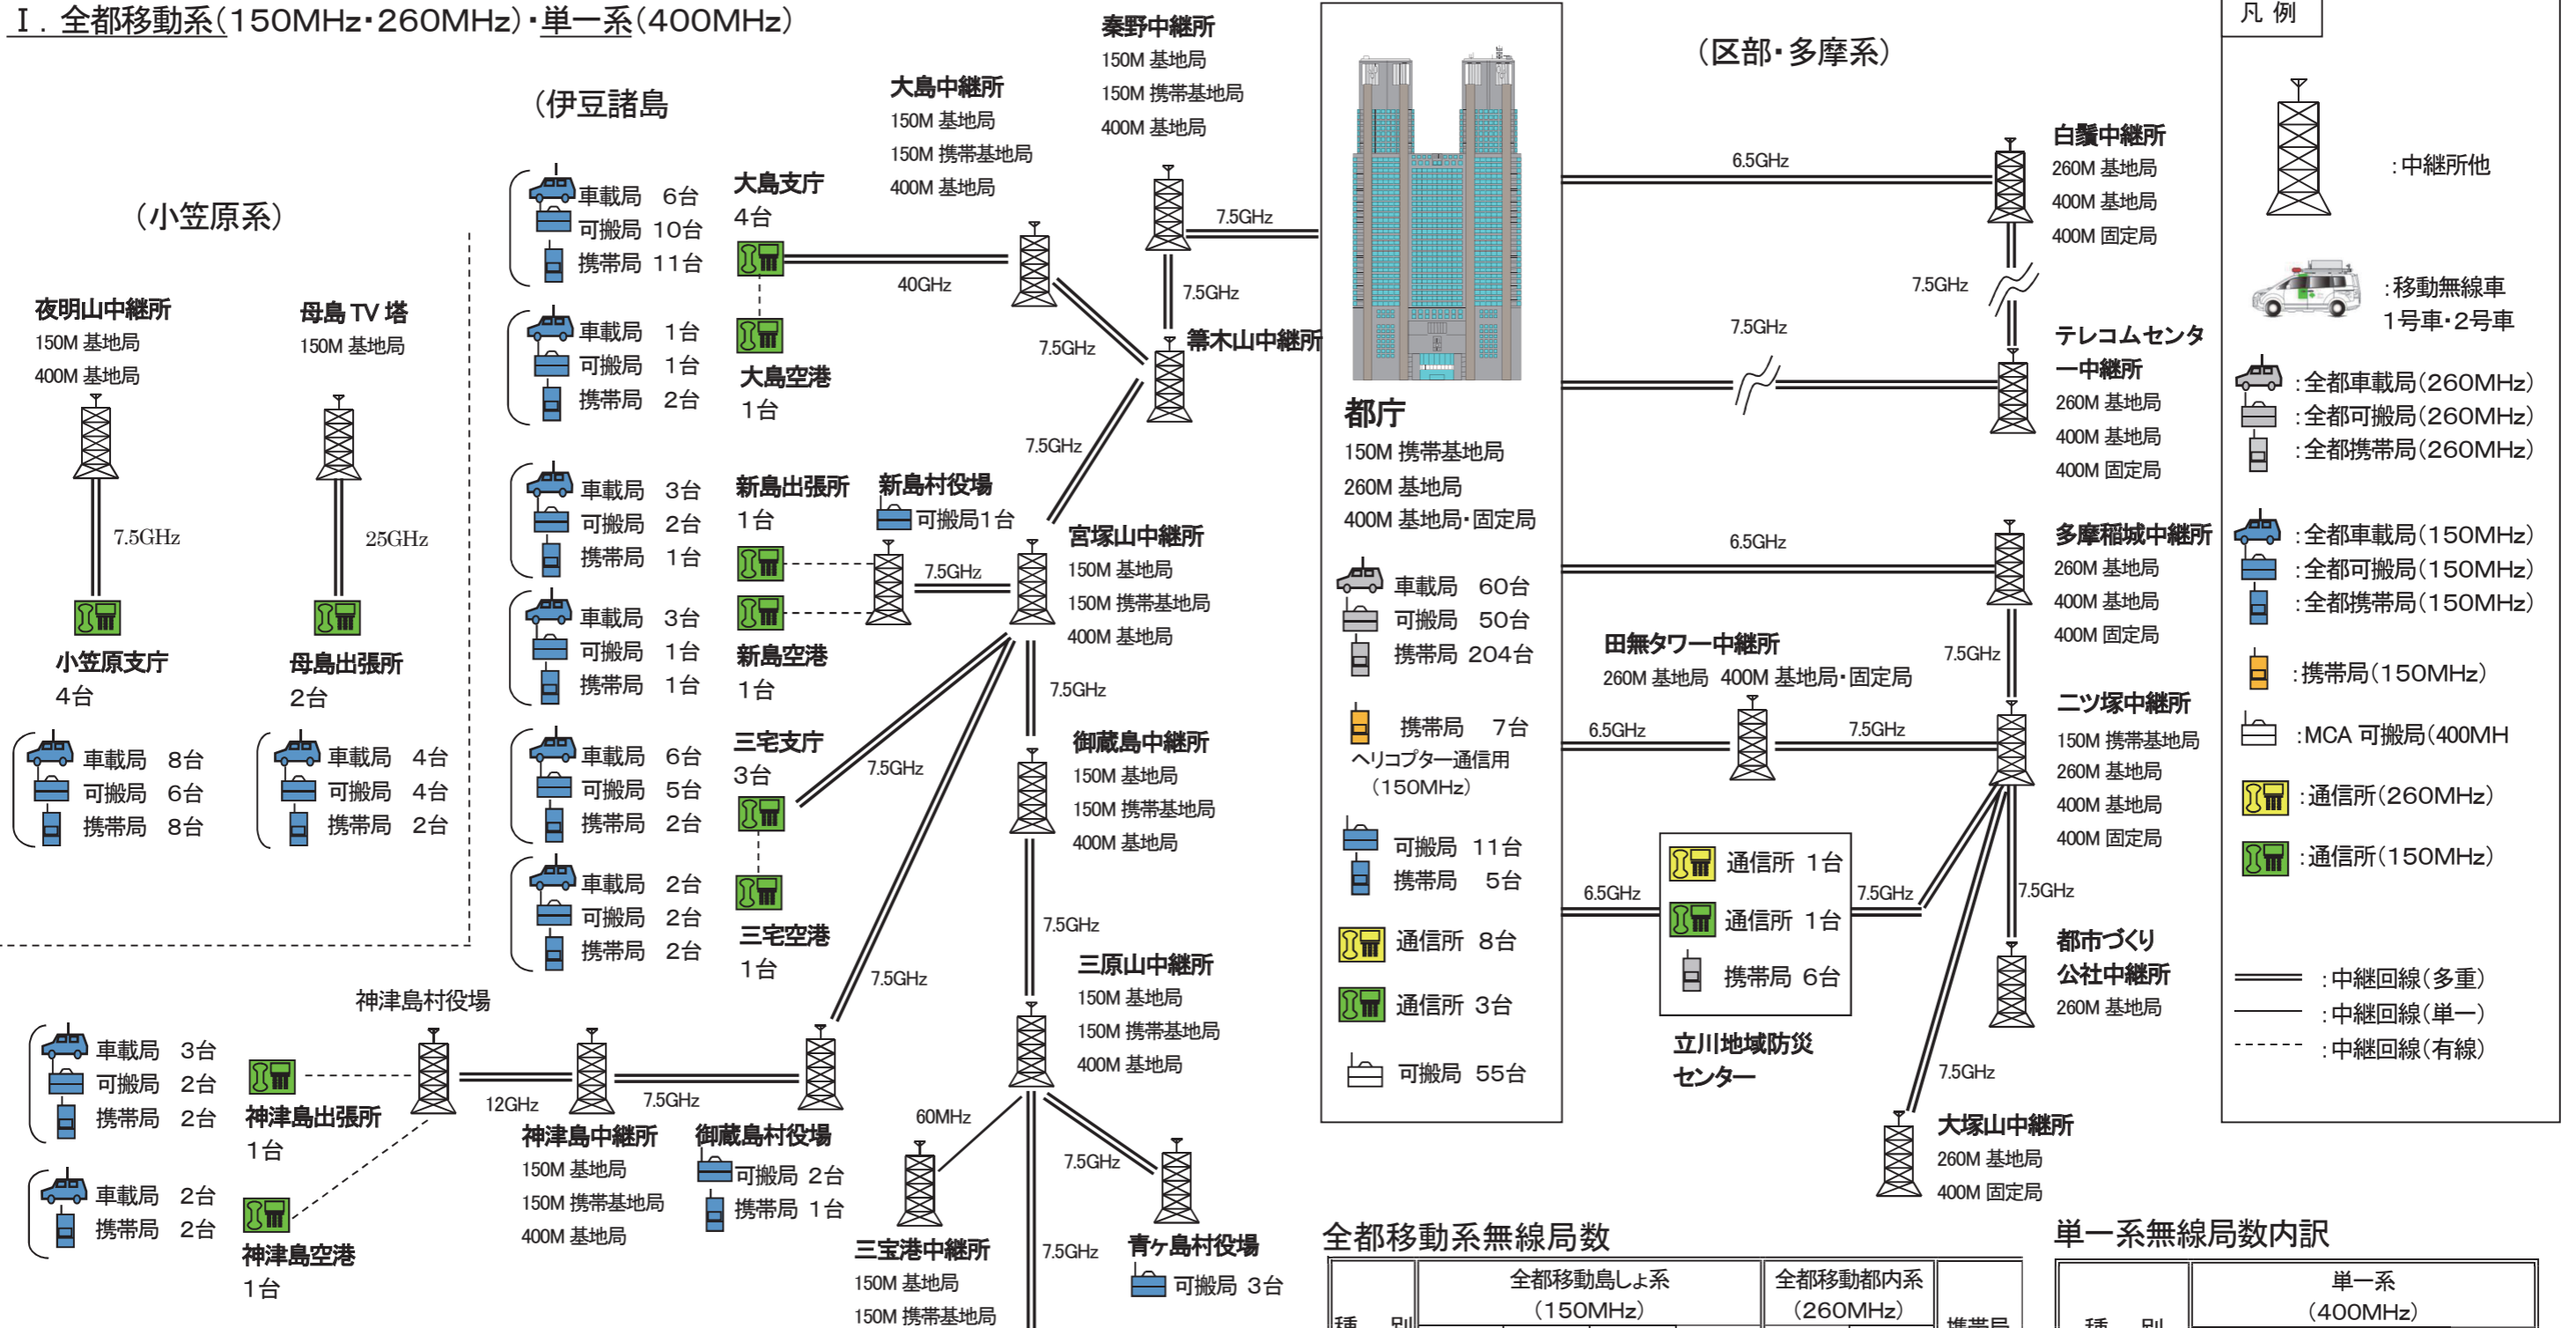 Ⅰ．全都移動系(150MHz・260MHz)・単一系(400MHz)
(小笠原系)
夜明山中継所
150M 基地局
400M 基地局
7.5GHz
小笠原支庁
4台
車載局 8台
可搬局 6台
携帯局 8台
母島 TV 塔
150M 基地局
25GHz
母島出張所
2台
車載局 4台
可搬局 4台
携帯局 2台
(伊豆諸島
車載局 6台
可搬局 10台
携帯局 11台
大島支庁
4台
40GHz
大島中継所
150M 基地局
150M 携帯基地局
400M 基地局
車載局 1台
可搬局 1台
携帯局 2台
大島空港
1台
秦野中継所
150M 基地局
150M 携帯基地局
400M 基地局
7.5GHz
7.5GHz
7.5GHz
箒木山中継所
7.5GHz
車載局 3台
可搬局 2台
携帯局 1台
新島出張所
1台
新島村役場
可搬局1台
7.5GHz
車載局 3台
可搬局 1台
携帯局 1台
新島空港
1台
宮塚山中継所
150M 基地局
150M 携帯基地局
400M 基地局
7.5GHz
車載局 6台
可搬局 5台
携帯局 2台
三宅支庁
3台
7.5GHz
車載局 2台
可搬局 2台
携帯局 2台
三宅空港
1台
御蔵島中継所
150M 基地局
150M 携帯基地局
400M 基地局
7.5GHz
7.5GHz
三原山中継所
150M 基地局
150M 携帯基地局
400M 基地局
神津島村役場
車載局 3台
可搬局 2台
携帯局 2台
神津島出張所
1台
12GHz
7.5GHz
車載局 2台
携帯局 2台
神津島空港
1台
神津島中継所
150M 基地局
150M 携帯基地局
400M 基地局
御蔵島村役場
可搬局 2台
携帯局 1台
60MHz
7.5GHz
三宝港中継所
150M 基地局
150M 携帯基地局
7.5GHz
青ヶ島村役場
可搬局 3台
都庁
150M 携帯基地局
260M 基地局
400M 基地局・固定局
車載局 60台
可搬局 50台
携帯局 204台
携帯局 7台
ヘリコプター通信用
(150MHz)
可搬局 11台
携帯局 5台
通信所 8台
通信所 3台
可搬局 55台
(区部・多摩系)
6.5GHz
白鬚中継所
260M 基地局
400M 基地局
400M 固定局
7.5GHz
7.5GHz
テレコムセンタ
ー中継所
260M 基地局
400M 基地局
400M 固定局
6.5GHz
多摩稲城中継所
260M 基地局
400M 基地局
400M 固定局
7.5GHz
田無タワー中継所
260M 基地局 400M 基地局・固定局
6.5GHz
7.5GHz
二ツ塚中継所
150M 携帯基地局
260M 基地局
400M 基地局
400M 固定局
6.5GHz
通信所 1台
通信所 1台
携帯局 6台
7.5GHz
7.5GHz
立川地域防災
センター
都市づくり
公社中継所
260M 基地局
7.5GHz
大塚山中継所
260M 基地局
400M 固定局
凡 例
:中継所他
:移動無線車
1号車・2号車
:全都車載局(260MHz)
:全都可搬局(260MHz)
:全都携帯局(260MHz)
:全都車載局(150MHz)
:全都可搬局(150MHz)
:全都携帯局(150MHz)
:携帯局(150MHz)
:MCA 可搬局(400MH
:通信所(260MHz)
:通信所(150MHz)
:中継回線(多重)
:中継回線(単一)
:中継回線(有線)
全都移動系無線局数
全都移動島しょ系
(150MHz)
全都移動都内系
(260MHz)
種 別
携帯局
単一系無線局数内訳
単一系
(400MHz)
種 別